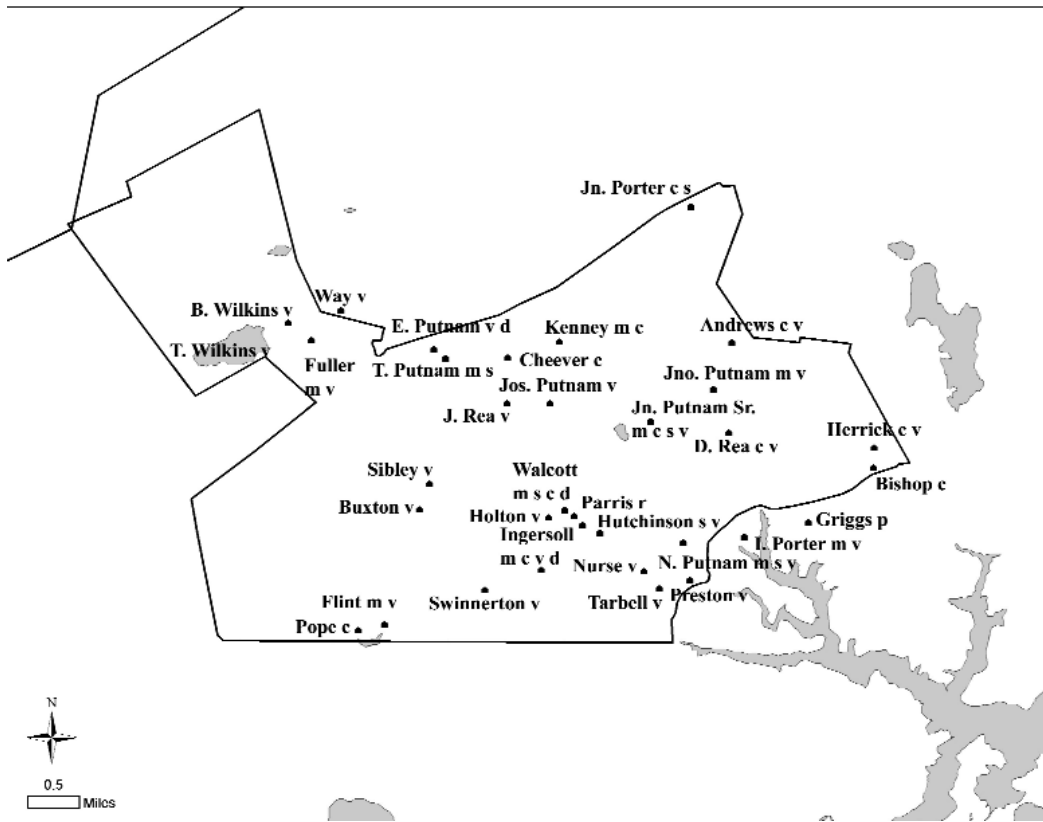 Jn. Porter c s
Way v
B. Wilkins v
E. Putnam v d
Kenney m c
Andrews c v
T. Wilkins v
Fuller
m v
T. Putnam m s
Cheever c
Jos. Putnam v
Jno. Putnam m v
J. Rea v
Jn. Putnam Sr.
m c s v
D. Rea c v
Herrick c v
Sibley v
Walcott
m s c d
Bishop c
Buxton v
Holton v
Parris r
Hutchinson s v
Griggs p
Ingersoll
m c v d
I. Porter m v
Nurse v
N. Putnam m s v
Flint m v
Swinnerton v
Tarbell v
Preston v
Pope c
N
0.5
Miles